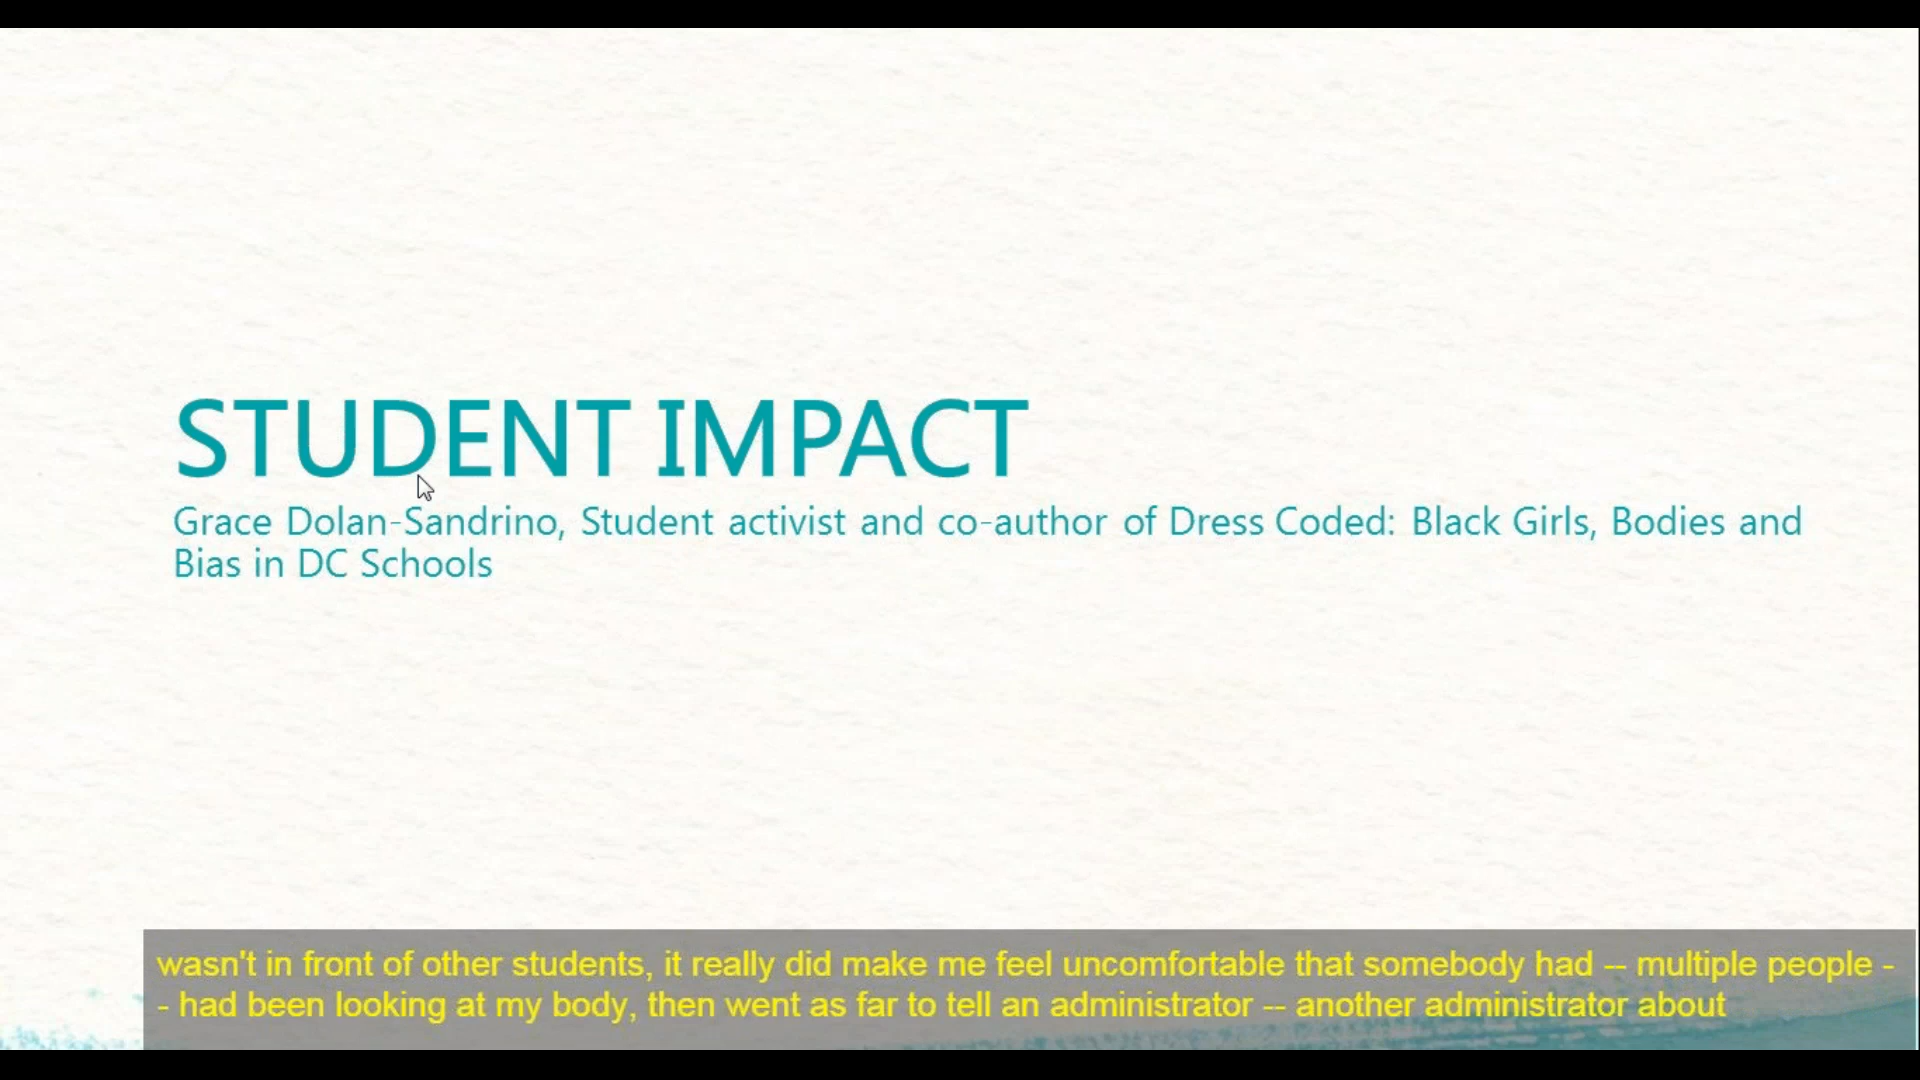 STUDENT IMPACT
Grace Dolan-Sandrino, Student activist and co-author of Dress Coded: Black Girls, Bodies and
Bias in DC Schools
wasn't in front of other students, it really did make me feel uncomfortable that somebody had -- multiple people -
- had been looking at my body, then went as far to tell an administrator -- another administrator about